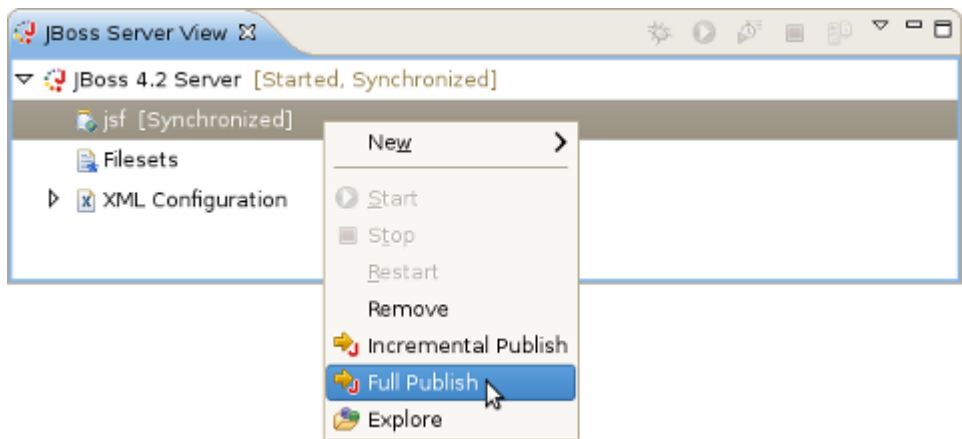 JBoss Server View
JBoss 4.2 Server [Started, Synchronized]
jsf [Synchronized]
Filesets
XML Configuration
New
Start
Stop
Restart
Remove
Incremental Publish
Full Publish
Explore